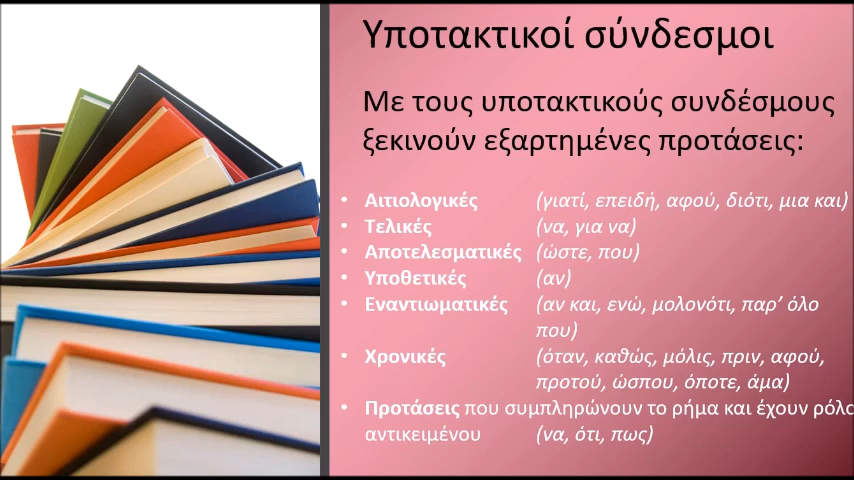 Υποτακτικοί σύνδεσμοι
Με τους υποτακτικούς συνδέσμους
ξεκινούν εξαρτημένες προτάσεις:
• Αιτιολογικές (γιατί, επειδή, αφού, διότι, μια και)
• Τελικές (να, για να)
• Αποτελεσματικές (ώστε, που)
• Υποθετικές (αν)
• Εναντιωματικές (αν και, ενώ, μολονότι, παρ’ όλο
που)
• Χρονικές (όταν, καθώς, μόλις, πριν, αφού,
προτού, ώσπου, όποτε, άμα)
• Προτάσεις που συμπληρώνουν το ρήμα και έχουν ρόλο
αντικειμένου (να, ότι, πως)